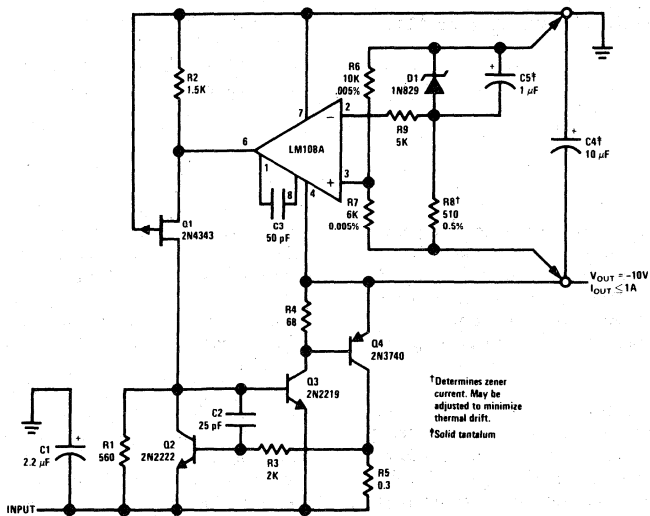 R2
1.5K
7
R6
10K
.005%
D1
1N829
C5†
1 μF
+
2
−
R9
5K
6
LM108A
C4†
10 μF
+
1
8
4
+
3
C3
50 pF
R7
6K
0.005%
R8†
510
0.5%
Q1
2N4343
VOUT = −10V
IOUT ≤ 1A
R4
68
Q4
2N3740
Q3
2N2219
†Determines zener
current. May be
adjusted to minimize
thermal drift.
†Solid tantalum
C2
25 pF
C1
2.2 μF
+
R1
560
Q2
2N2222
R3
2K
R5
0.3
INPUT